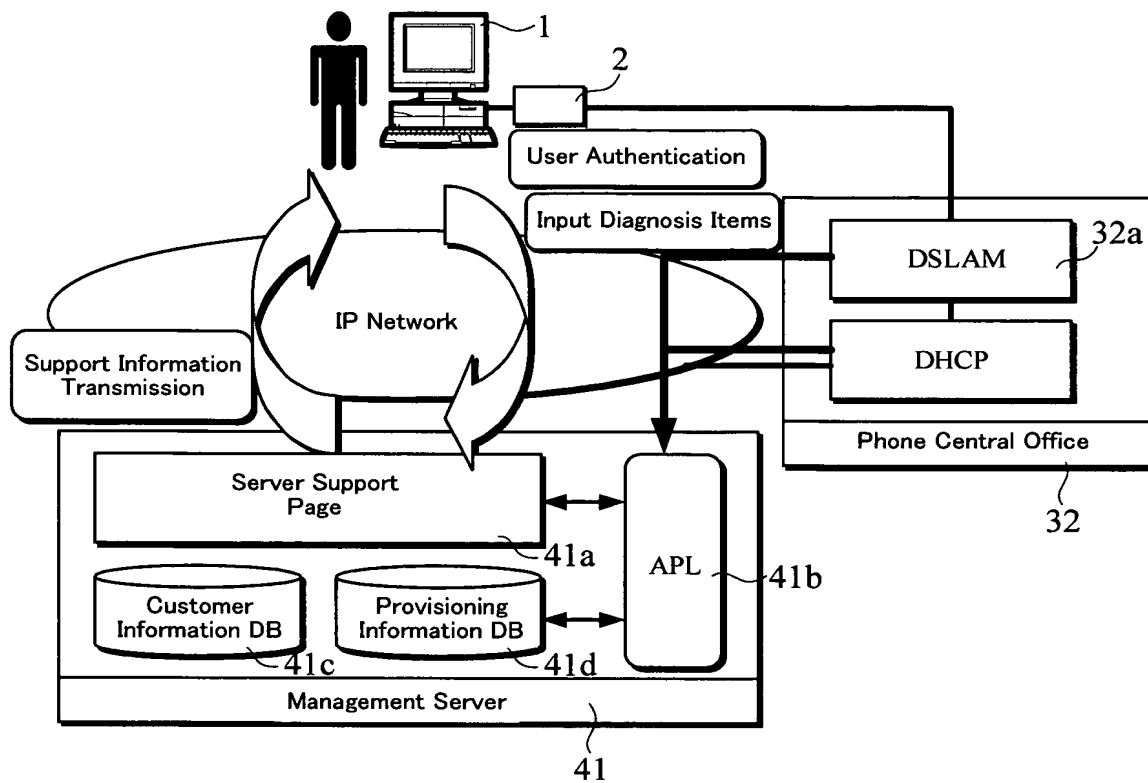 1
2
User Authentication
Input Diagnosis Items
DSLAM
32a
IP Network
DHCP
Support Information
Transmission
Phone Central Office
32
Server Support
Page
41a
APL
41b
Customer
Information DB
41c
Provisioning
Information DB
41d
Management Server
41